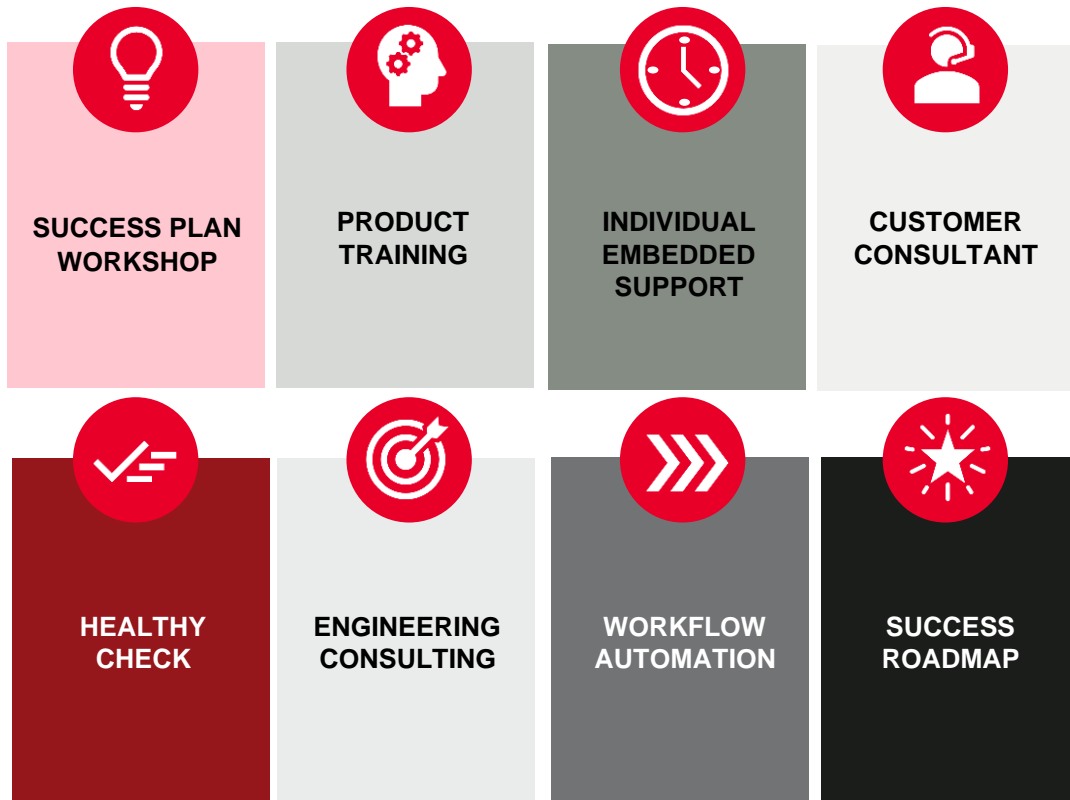 SUCCESS PLAN
WORKSHOP
PRODUCT
TRAINING
INDIVIDUAL
EMBEDDED
SUPPORT
CUSTOMER
CONSULTANT
HEALTHY
CHECK
ENGINEERING
CONSULTING
WORKFLOW
AUTOMATION
SUCCESS
ROADMAP